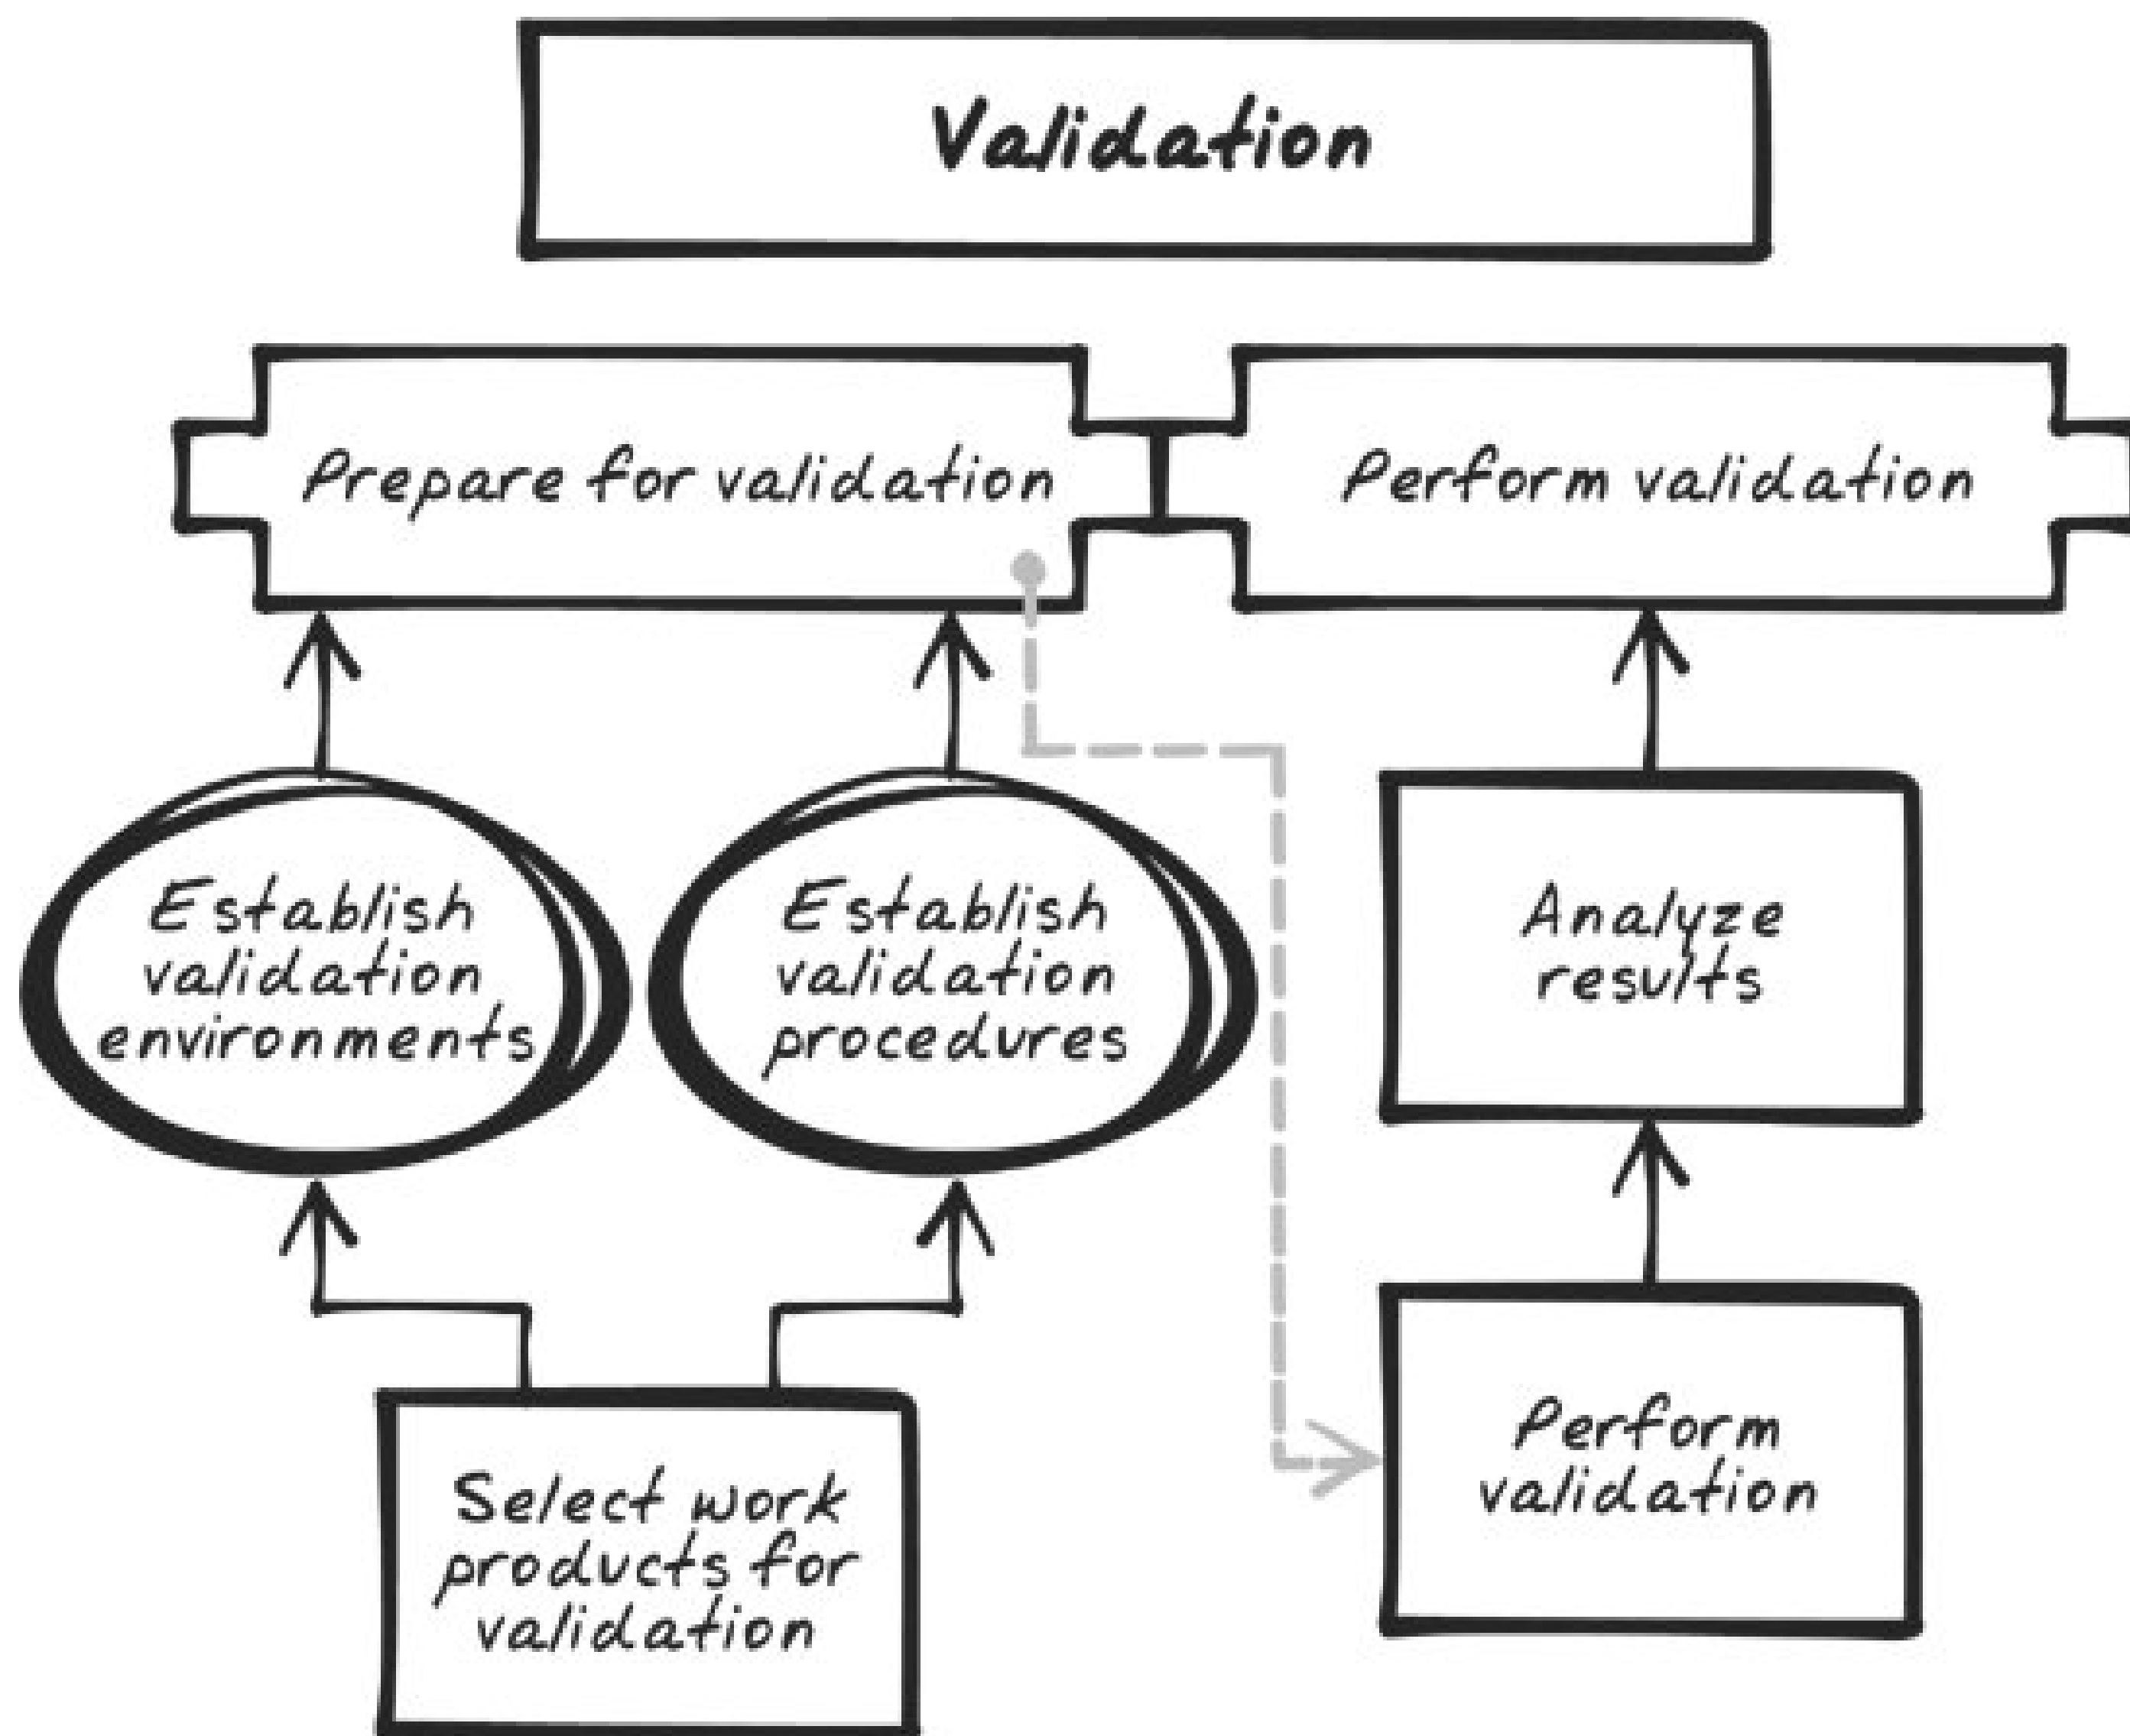 Validation
Prepare for validation
Perform validation
Establish
validation
environments
Establish
validation
procedures
Analyze
results
Perform
validation
Select work
products for
validation